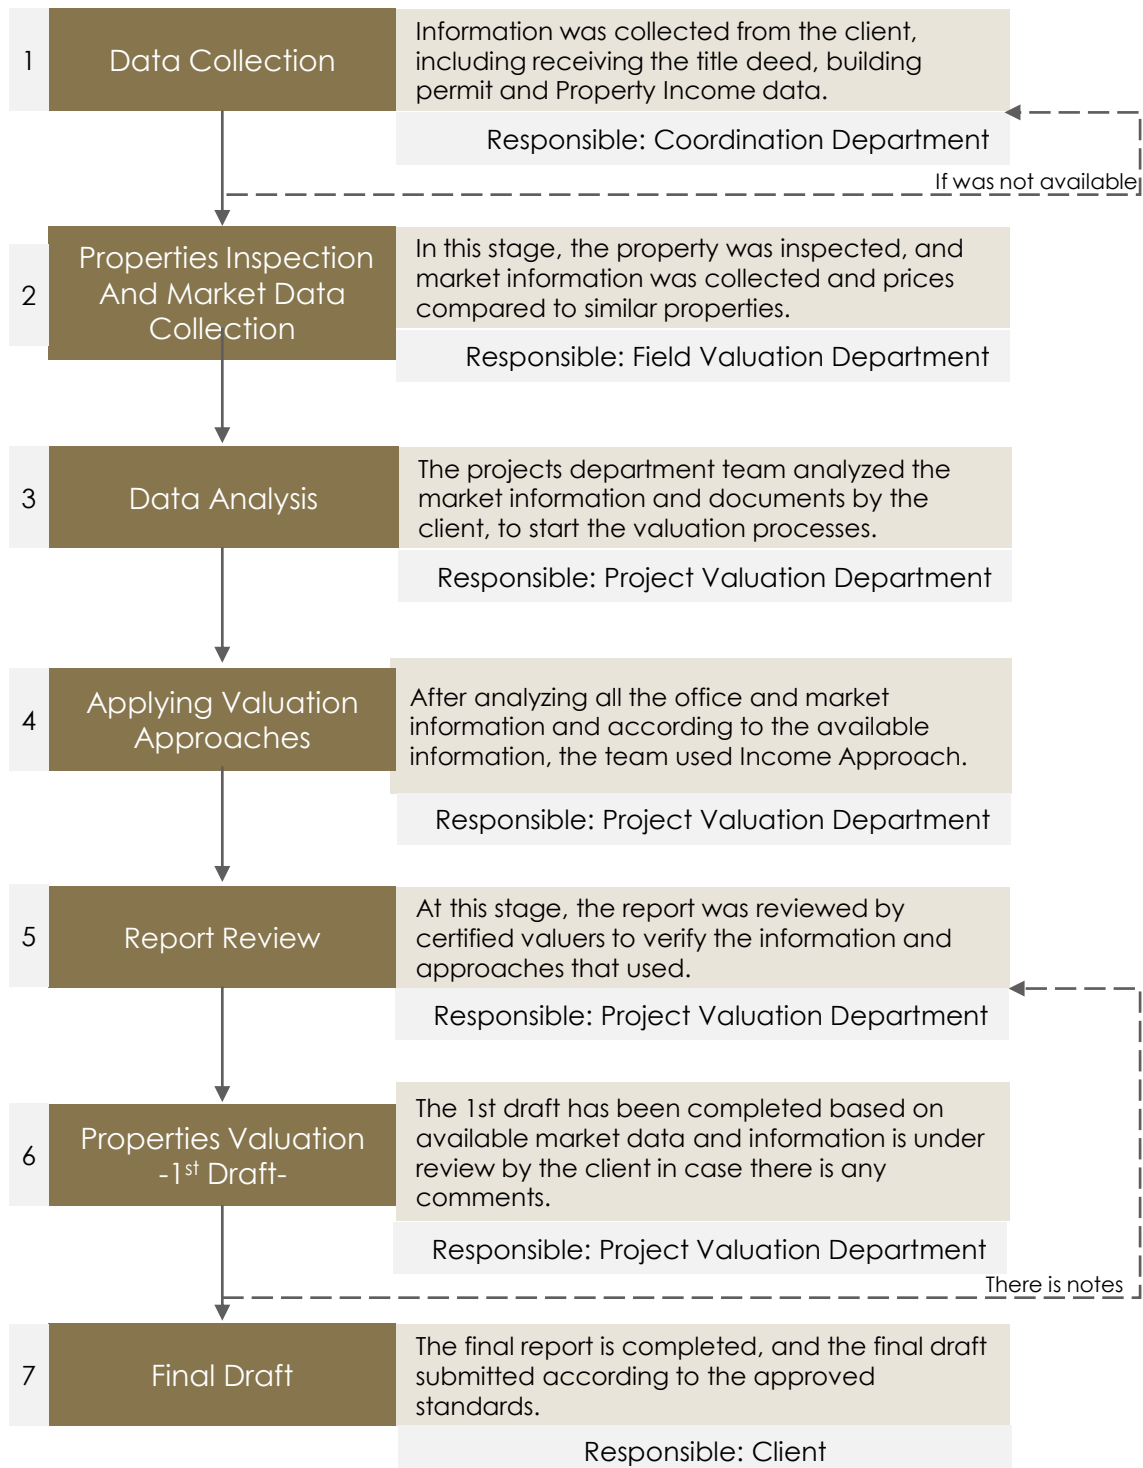 1
Data Collection
Information was collected from the client,
including receiving the title deed, building
permit and Property Income data.
Responsible: Coordination Department
If was not available
2
Properties Inspection
And Market Data
Collection
In this stage, the property was inspected, and
market information was collected and prices
compared to similar properties.
Responsible: Field Valuation Department
3
Data Analysis
The projects department team analyzed the
market information and documents by the
client, to start the valuation processes.
Responsible: Project Valuation Department
4
Applying Valuation
Approaches
After analyzing all the office and market
information and according to the available
information, the team used Income Approach.
Responsible: Project Valuation Department
5
Report Review
At this stage, the report was reviewed by
certified valuers to verify the information and
approaches that used.
Responsible: Project Valuation Department
6
Properties Valuation
-1st Draft-
The 1st draft has been completed based on
available market data and information is under
review by the client in case there is any
comments.
Responsible: Project Valuation Department
There is notes
7
Final Draft
The final report is completed, and the final draft
submitted according to the approved
standards.
Responsible: Client